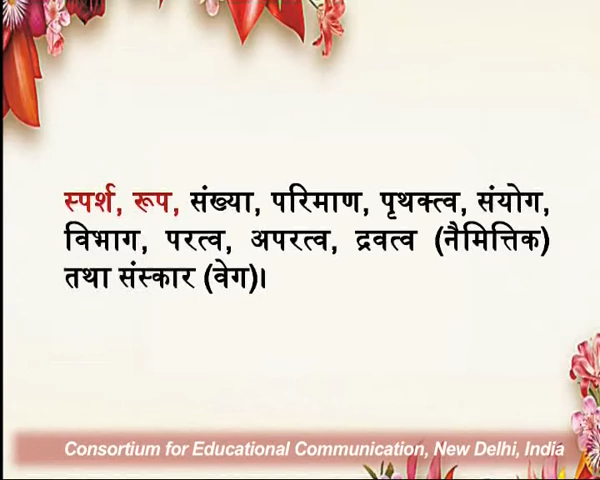 स्पर्श, रूप, संख्या, परिमाण, पृथक्त्व, संयोग,
विभाग, परत्व, अपरत्व, द्रवत्व (नैमित्तिक)
तथा संस्कार (वेग)।
Consortium for Educational Communication, New Delhi, India